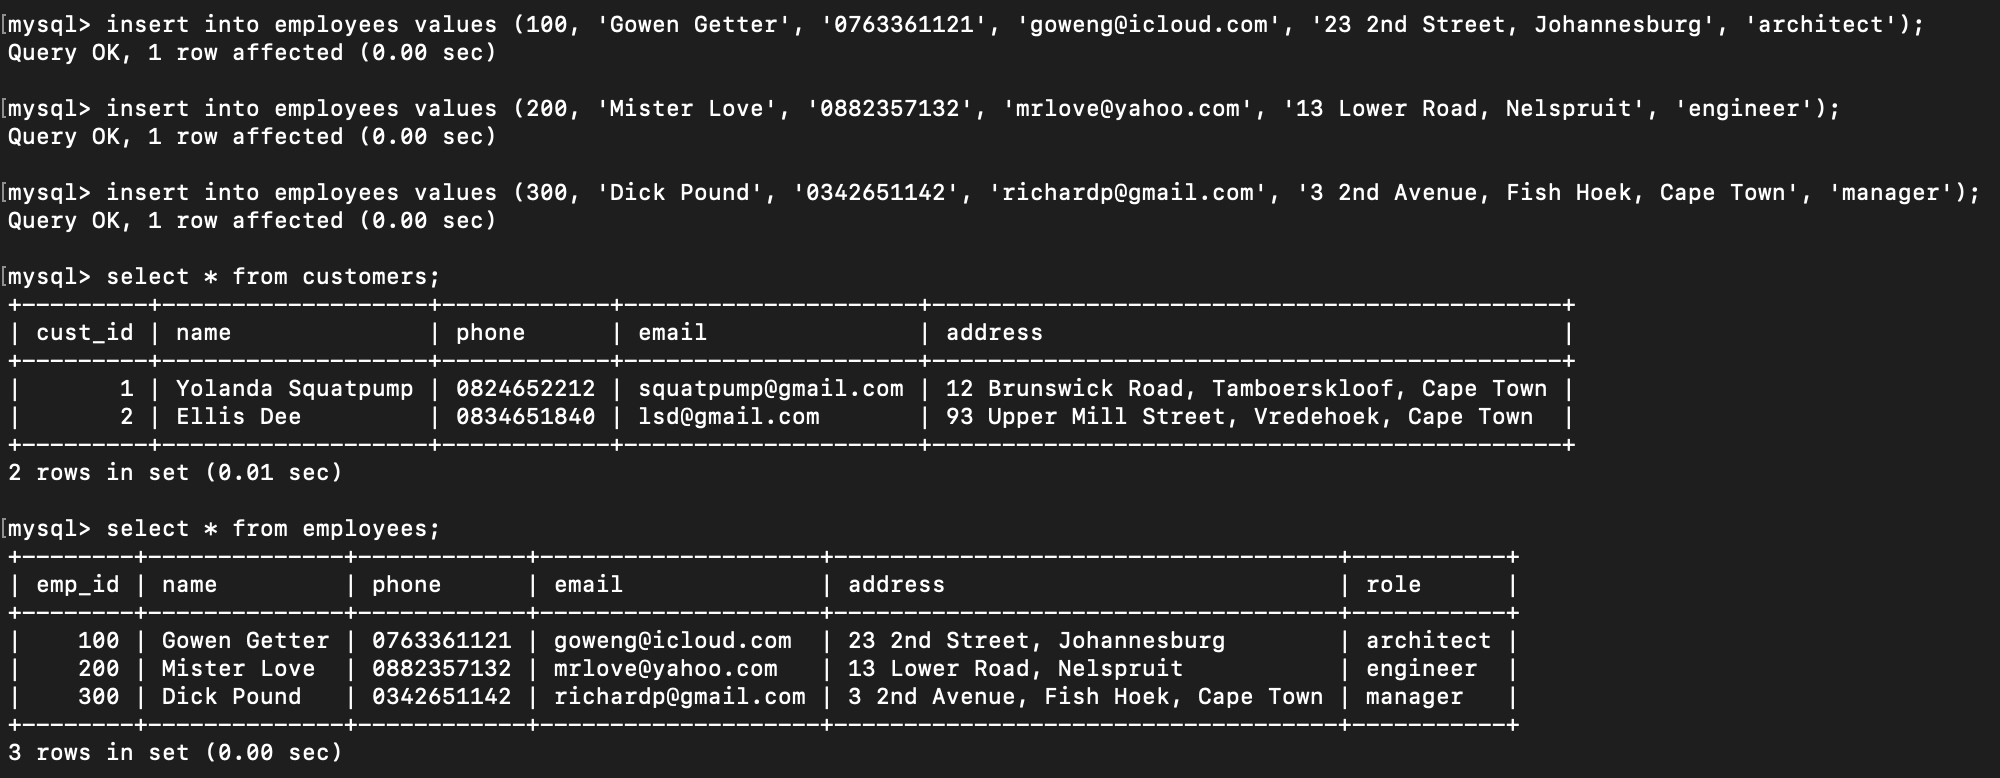 mysql> insert into employees values (100, 'Gowen Getter', '0763361121', 'goweng@icloud.com', '23 2nd Street, Johannesburg', 'architect');
Query OK, 1 row affected (0.00 sec)

mysql> insert into employees values (200, 'Mister Love', '0882357132', 'mrlove@yahoo.com', '13 Lower Road, Nelspruit', 'engineer');
Query OK, 1 row affected (0.00 sec)

mysql> insert into employees values (300, 'Dick Pound', '0342651142', 'richardp@gmail.com', '3 2nd Avenue, Fish Hoek, Cape Town', 'manager');
Query OK, 1 row affected (0.00 sec)

mysql> select * from customers;
+---------+-------------------+------------+---------------------+---------------------------------------------+
| cust_id | name              | phone      | email               | address                                     |
+---------+-------------------+------------+---------------------+---------------------------------------------+
|       1 | Yolanda Squatpump | 0824652212 | squatpump@gmail.com | 12 Brunswick Road, Tamboerskloof, Cape Town |
|       2 | Ellis Dee         | 0834651840 | lsd@gmail.com       | 93 Upper Mill Street, Vredehoek, Cape Town  |
+---------+-------------------+------------+---------------------+---------------------------------------------+
2 rows in set (0.01 sec)

mysql> select * from employees;
+--------+--------------+------------+--------------------+-----------------------------------+-----------+
| emp_id | name         | phone      | email              | address                           | role      |
+--------+--------------+------------+--------------------+-----------------------------------+-----------+
|    100 | Gowen Getter | 0763361121 | goweng@icloud.com  | 23 2nd Street, Johannesburg       | architect |
|    200 | Mister Love  | 0882357132 | mrlove@yahoo.com   | 13 Lower Road, Nelspruit          | engineer  |
|    300 | Dick Pound   | 0342651142 | richardp@gmail.com | 3 2nd Avenue, Fish Hoek, Cape Town | manager   |
+--------+--------------+------------+--------------------+-----------------------------------+-----------+
3 rows in set (0.00 sec)